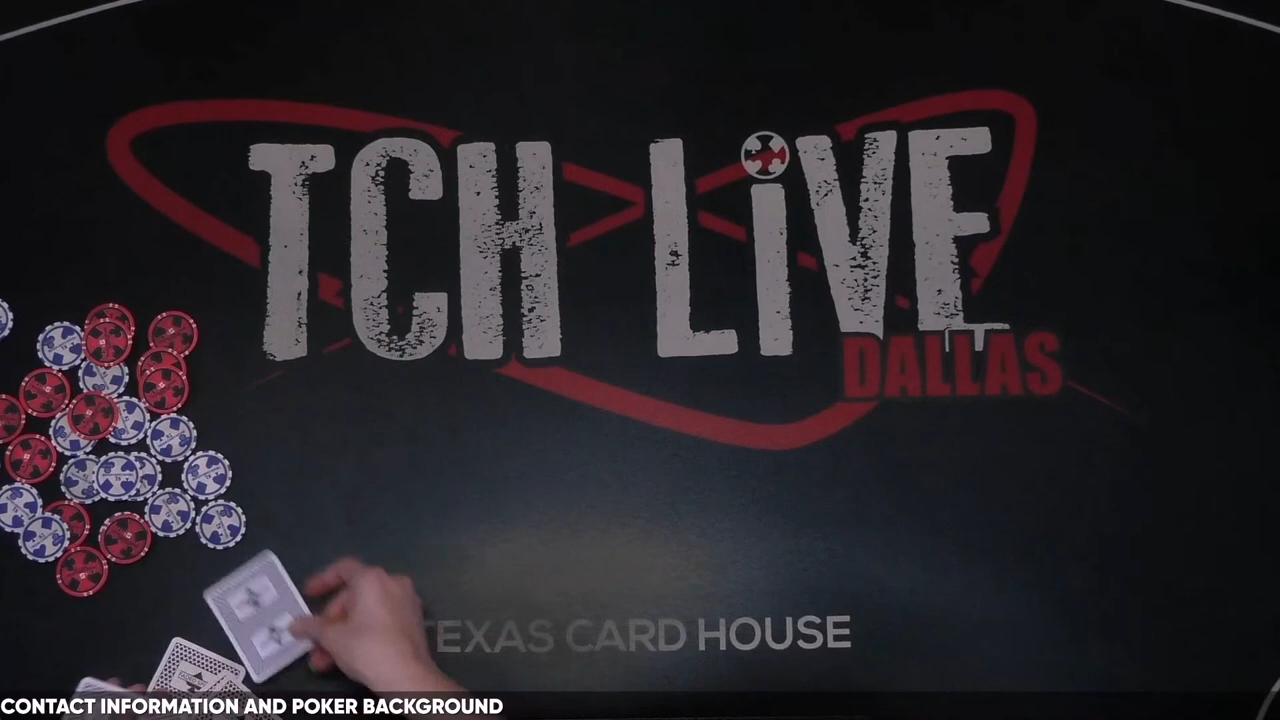 TCH LiVE
DALLAS
TEXAS CARD HOUSE
CONTACT INFORMATION AND POKER BACKGROUND